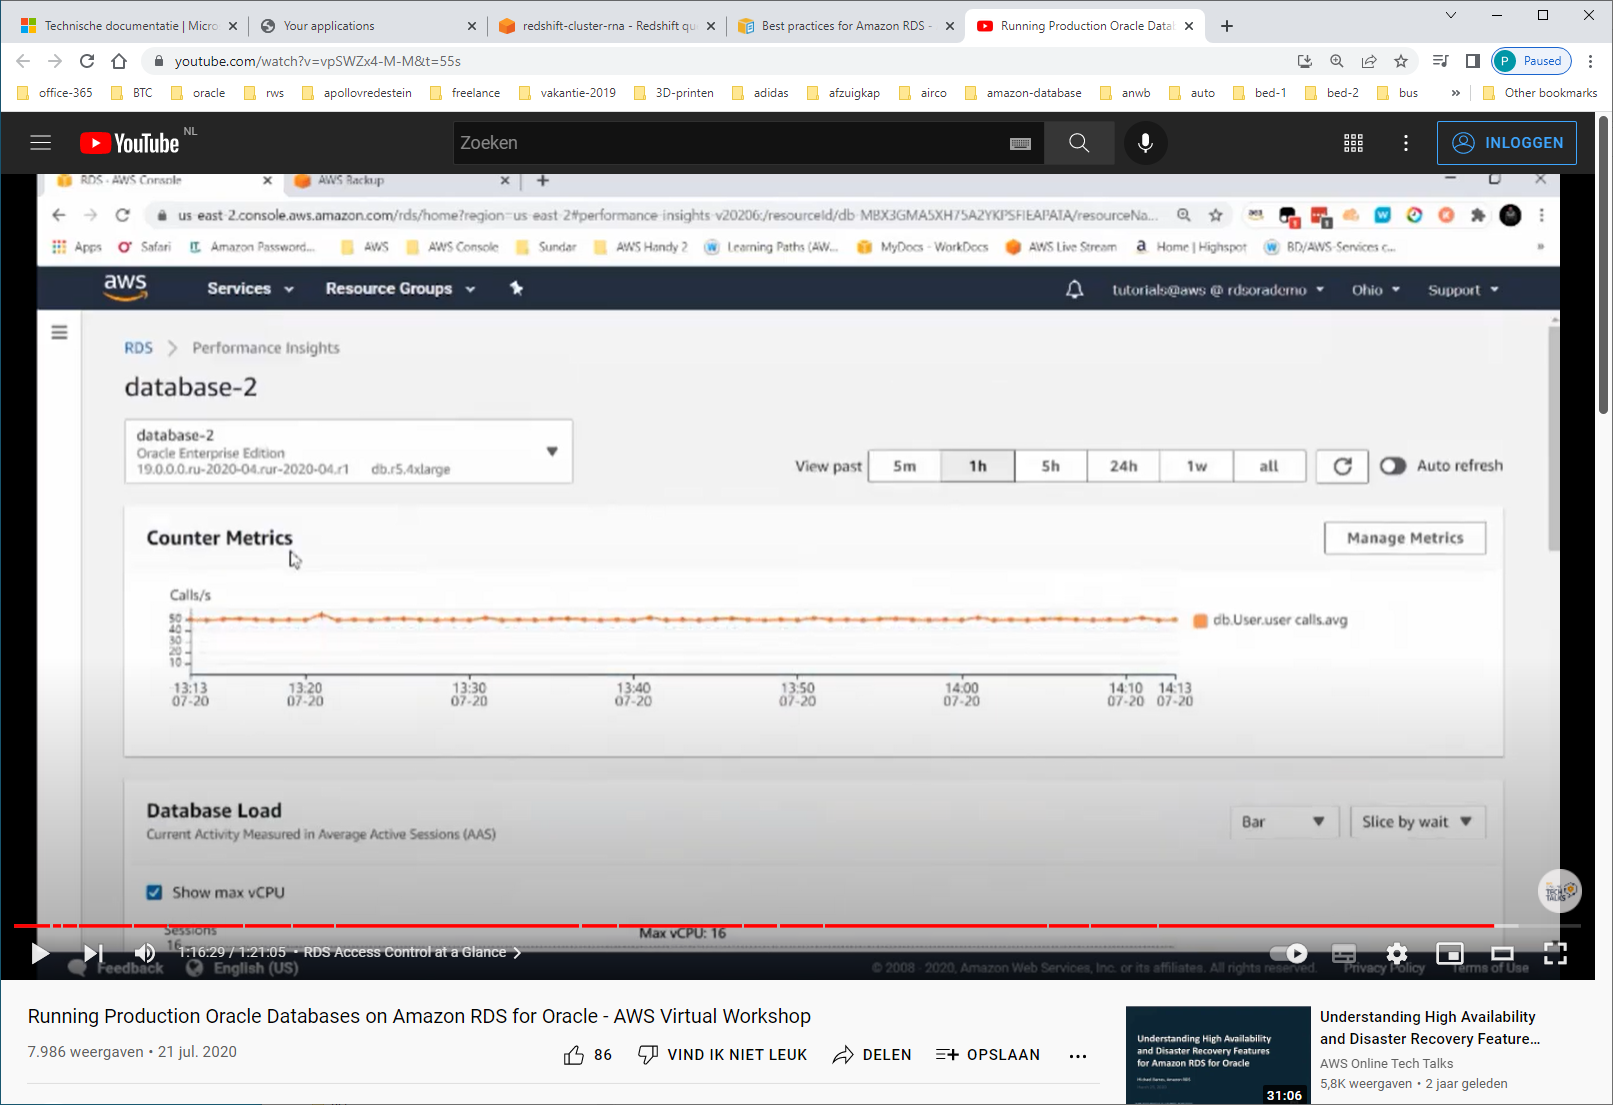 Technische documentatie | Micro
Your applications
redshift-cluster-rna - Redshift qu
Best practices for Amazon RDS -
Running Production Oracle Datab
youtube.com/watch?v=vpSWZx4-M-M&t=55s
P Paused
office-365
BTC
oracle
rws
apollovredestein
freelance
vakantie-2019
3D-printen
adidas
afzuigkap
airco
amazon-database
anwb
auto
bed-1
bed-2
bus
»
Other bookmarks
YouTube NL
Zoeken
INLOGGEN
RDS - AWS Console
AWS Backup
us-east-2.console.aws.amazon.com/rds/home?region=us-east-2#performance-insights-v20206:/resourceId/db-MBX3GMA5XH75A2YKPSFIEAPATA/resourceNa...
Apps
Safari
Amazon Password...
AWS
AWS Console
Sundar
AWS Handy 2
Learning Paths (AW...
MyDocs - WorkDocs
AWS Live Stream
Home | Highspot
BD/AWS-Services c...
»
aws
Services
Resource Groups
tutorials@aws @ rdsorademo
Ohio
Support
RDS > Performance Insights
database-2
database-2
Oracle Enterprise Edition
19.0.0.0.ru-2020-04.rur-2020-04.r1 db.r5.4xlarge
View past 5m 1h 5h 24h 1w all
Auto refresh
Counter Metrics
Manage Metrics
Calls/s
50
40
30
20
10
db.User.user calls.avg
13:13 13:20 13:30 13:40 13:50 14:00 14:10 14:13
07-20 07-20 07-20 07-20 07-20 07-20 07-20 07-20
Database Load
Current Activity Measured in Average Active Sessions (AAS)
Bar
Slice by wait
Show max vCPU
TECH
TALKS
Sessions
16
Max vCPU: 16
1:16:29 / 1:21:05 • RDS Access Control at a Glance >
Feedback
English (US)
© 2008 - 2020, Amazon Web Services, Inc. or its affiliates. All rights reserved.
Privacy Policy
Terms of Use
Running Production Oracle Databases on Amazon RDS for Oracle - AWS Virtual Workshop
7.986 weergaven • 21 jul. 2020
86
VIND IK NIET LEUK
DELEN
OPSLAAN
Understanding High Availability
and Disaster Recovery Features
for Amazon RDS for Oracle
31:06
Understanding High Availability
and Disaster Recovery Feature...
AWS Online Tech Talks
5,8K weergaven • 2 jaar geleden